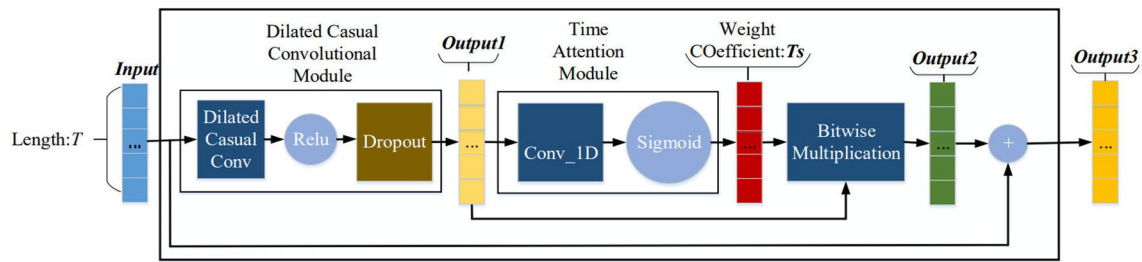 Input
Length:T
...
Dilated Casual
Convolutional
Module
Dilated
Casual
Conv
Relu
Dropout
Output1
...
Time
Attention
Module
Conv_1D
Sigmoid
Weight
COefficient:Ts
...
Bitwise
Multiplication
Output2
...
+
Output3
...